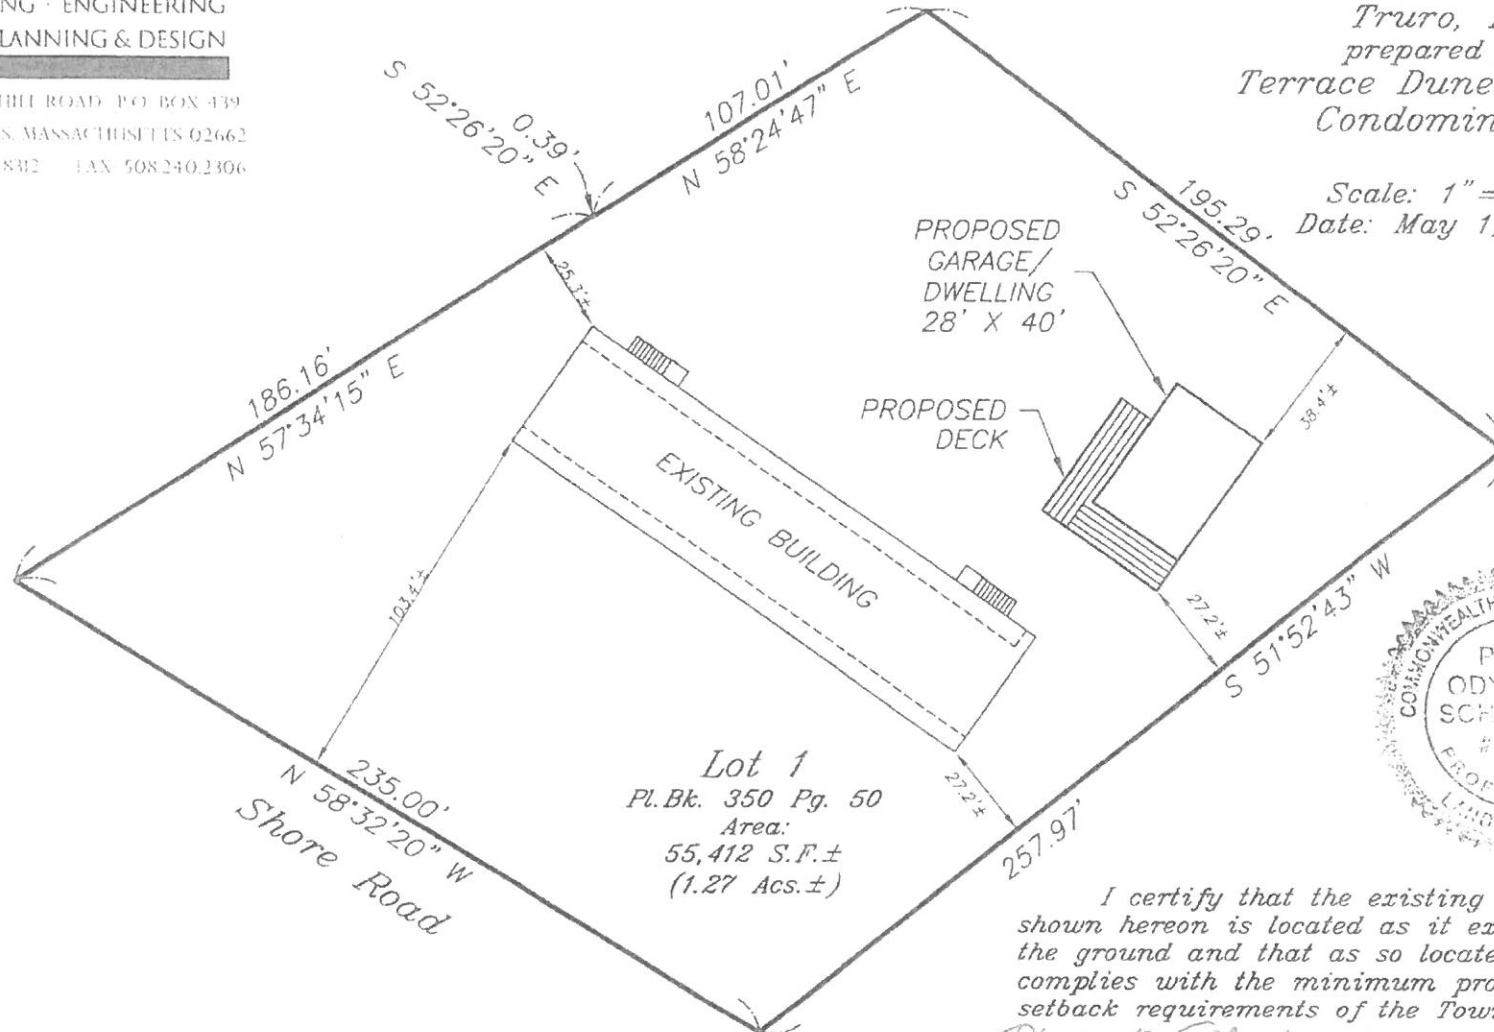 NG · ENGINEERING
LANNING & DESIGN
HILL ROAD P.O. BOX 439
S, MASSACHUSETTS 02662
8312 FAX 508.240.2306
Truro,
prepared
Terrace Dune
Condomin
Scale: 1"=
Date: May 1,
S 52°26'20" E
0.39'
107.01'
N 58°24'47" E
195.29'
S 52°26'20" E
186.16'
N 57°34'15" E
25.3'±
PROPOSED
GARAGE/
DWELLING
28' X 40'
PROPOSED
DECK
38.4'±
EXISTING BUILDING
103.4'±
27.2'±
S 51°52'43" W
257.97'
27.2'±
235.00'
N 58°32'20" W
Shore Road
Lot 1
Pl.Bk. 350 Pg. 50
Area:
55,412 S.F.±
(1.27 Acs.±)
COMMONWEALTH
P
ODY
SCH
PROF
LAND
I certify that the existing
shown hereon is located as it ex
the ground and that as so locate
complies with the minimum pro
setback requirements of the Town